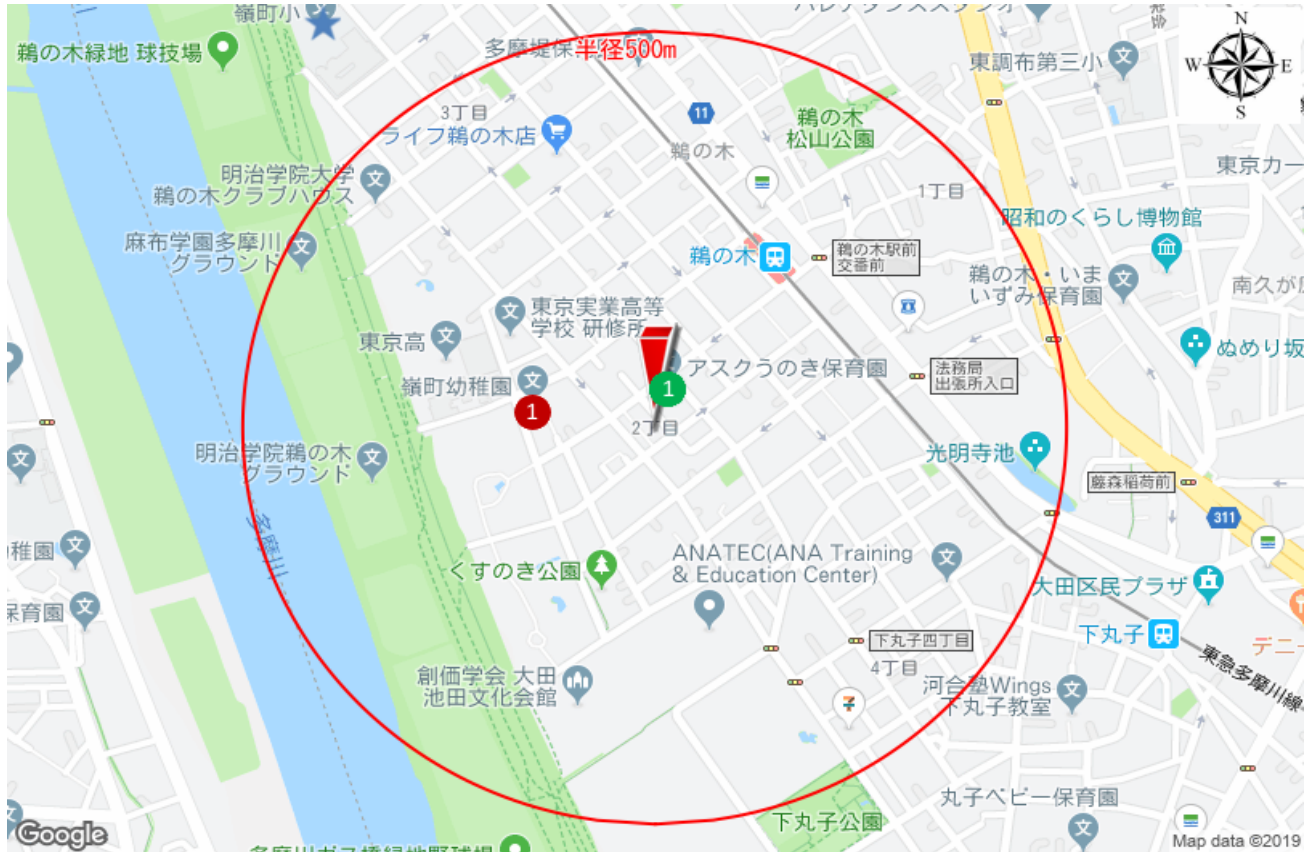 嶺町小
鵜の木緑地 球技場
多摩堤保
半径500m
東調布第三小
N
W
E
S
3丁目
ライフ鵜の木店
11
鵜の木
鵜の木
松山公園
明治学院大学
鵜の木クラブハウス
1丁目
東京カー
昭和のくらし博物館
麻布学園多摩川
グラウンド
鵜の木
鵜の木駅前
交番前
鵜の木・いま
いずみ保育園
南久が
東京実業高等
学校 研修所
東京高
ぬめり坂
アスクうのき保育園
法務局
出張所入口
嶺町幼稚園
1
1
2丁目
明治学院鵜の木
グラウンド
光明寺池
藤森稲荷前
311
多摩川
稚園
ANATEC(ANA Training
& Education Center)
くすのき公園
大田区民プラザ
保育園
下丸子
下丸子四丁目
4丁目
デニー
東急多摩川線
創価学会 大田
池田文化会館
河合塾Wings
下丸子教室
丸子ベビー保育園
下丸子公園
Google
多摩川ガス橋緑地野球場
Map data ©2019